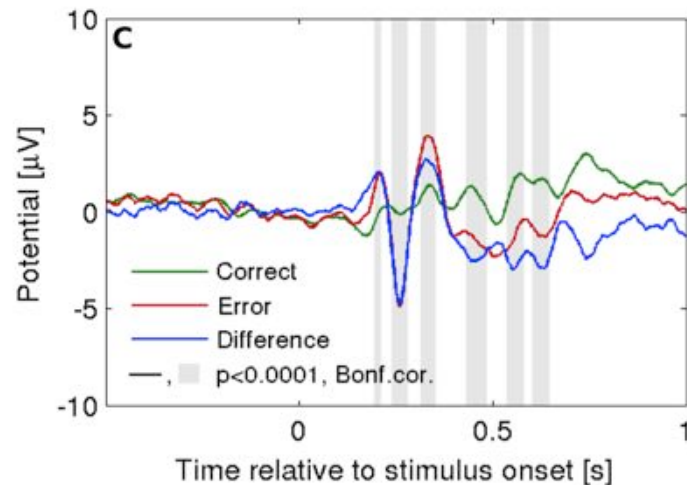 C
10
5
0
-5
-10
Potential [μV]
Correct
Error
Difference
, p<0.0001, Bonf.cor.
0
0.5
1
Time relative to stimulus onset [s]